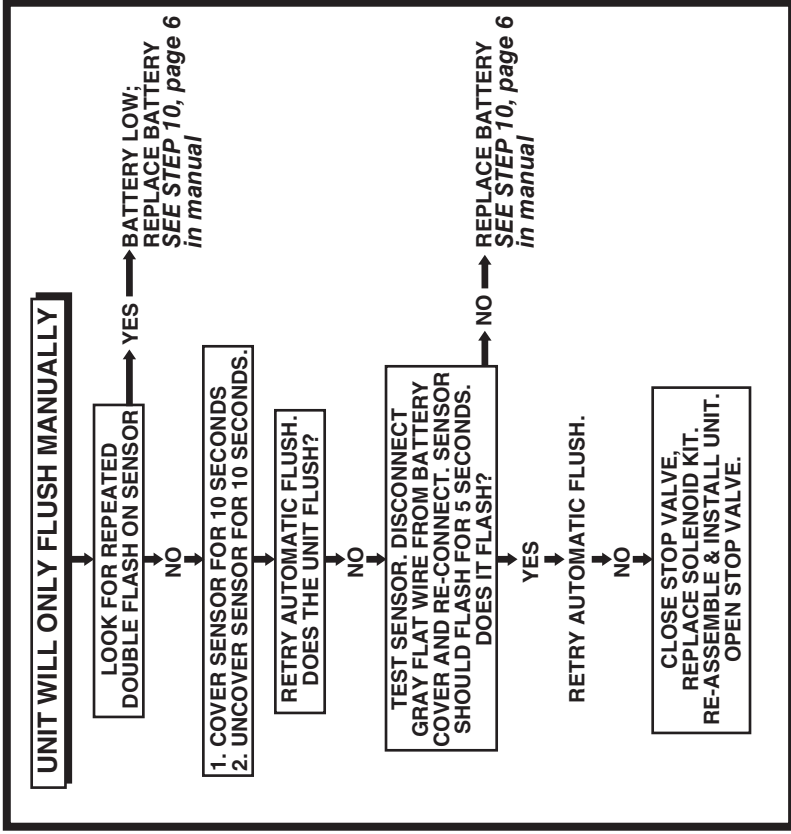 UNIT WILL ONLY FLUSH MANUALLY
LOOK FOR REPEATED
DOUBLE FLASH ON SENSOR
YES
BATTERY LOW;
REPLACE BATTERY
SEE STEP 10, page 6
in manual
NO
1. COVER SENSOR FOR 10 SECONDS
2. UNCOVER SENSOR FOR 10 SECONDS.
RETRY AUTOMATIC FLUSH.
DOES THE UNIT FLUSH?
NO
TEST SENSOR. DISCONNECT
GRAY FLAT WIRE FROM BATTERY
COVER AND RE-CONNECT. SENSOR
SHOULD FLASH FOR 5 SECONDS.
DOES IT FLASH?
NO
REPLACE BATTERY
SEE STEP 10, page 6
in manual
YES
RETRY AUTOMATIC FLUSH.
NO
CLOSE STOP VALVE,
REPLACE SOLENOID KIT.
RE-ASSEMBLE & INSTALL UNIT.
OPEN STOP VALVE.